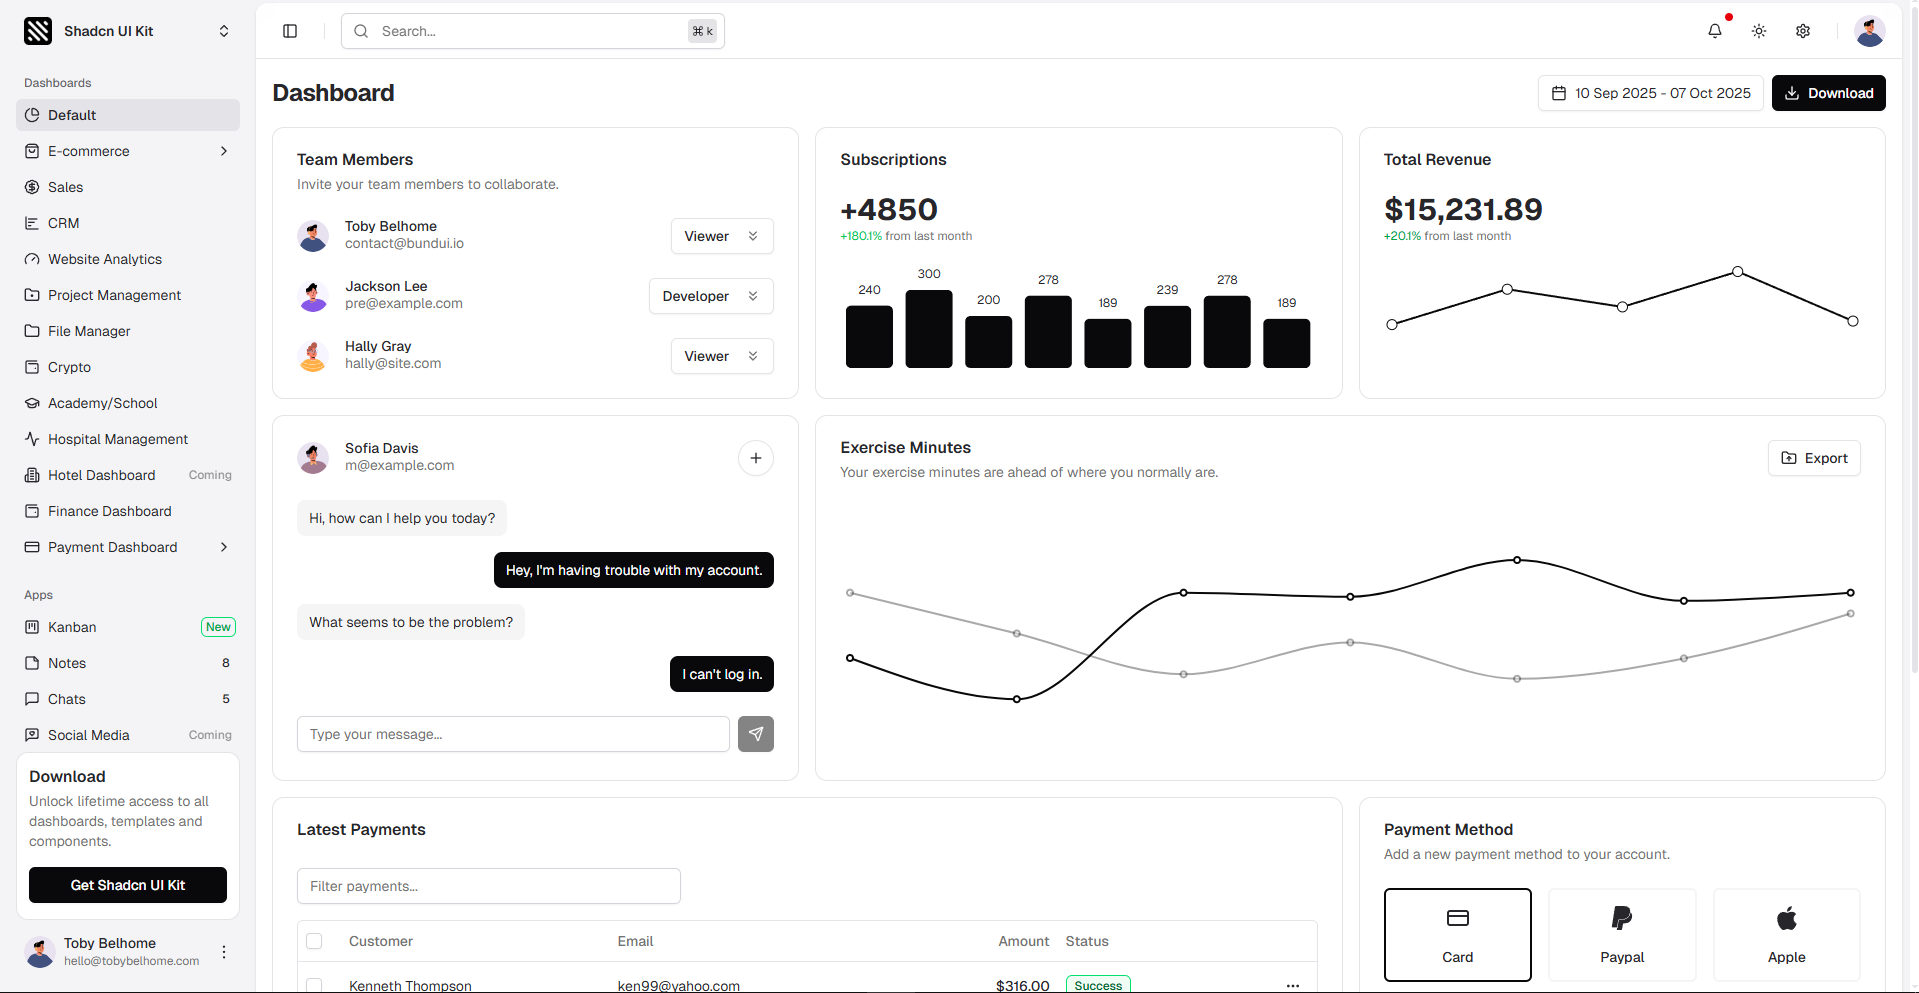 Shadcn UI Kit
Dashboards
Default
E-commerce
Sales
CRM
Website Analytics
Project Management
File Manager
Crypto
Academy/School
Hospital Management
Hotel Dashboard Coming
Finance Dashboard
Payment Dashboard
Apps
Kanban New
Notes 8
Chats 5
Social Media Coming
Download
Unlock lifetime access to all
dashboards, templates and
components.
Get Shadcn UI Kit
Toby Belhome
hello@tobybelhome.com
Search... ⌘ k
Dashboard
10 Sep 2025 - 07 Oct 2025
Download
Team Members
Invite your team members to collaborate.
Toby Belhome
contact@bundui.io
Viewer
Jackson Lee
pre@example.com
Developer
Hally Gray
hally@site.com
Viewer
Subscriptions
+4850
+180.1% from last month
240 300 200 278 189 239 278 189
Total Revenue
$15,231.89
+20.1% from last month
Sofia Davis
m@example.com
Hi, how can I help you today?
Hey, I'm having trouble with my account.
What seems to be the problem?
I can't log in.
Type your message...
Exercise Minutes
Your exercise minutes are ahead of where you normally are.
Export
Latest Payments
Filter payments...
Customer Email Amount Status
Kenneth Thompson ken99@yahoo.com $316.00 Success
Payment Method
Add a new payment method to your account.
Card
Paypal
Apple